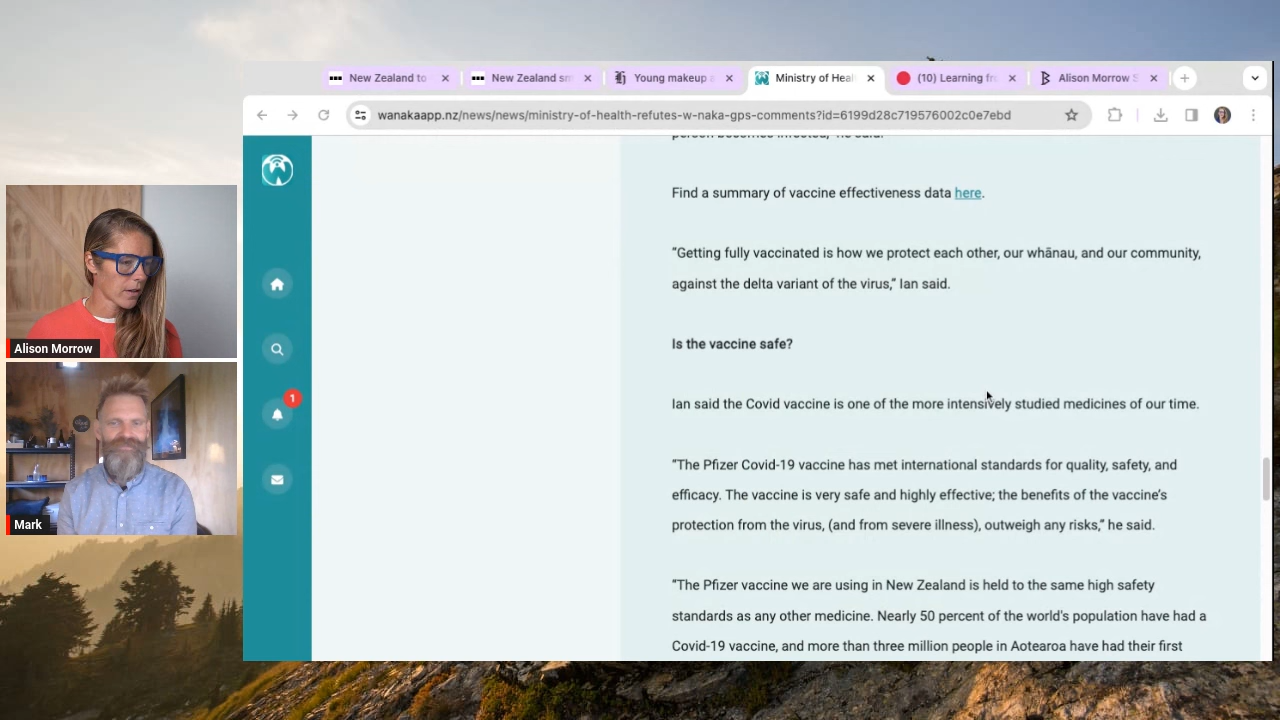 New Zealand to
New Zealand sm
Young makeup a
Ministry of Heal
(10) Learning fro
Alison Morrow S
wanakaapp.nz/news/news/ministry-of-health-refutes-w-naka-gps-comments?id=6199d28c719576002c0e7ebd
person becomes infected," he said.
Find a summary of vaccine effectiveness data here.
"Getting fully vaccinated is how we protect each other, our whānau, and our community,
against the delta variant of the virus," Ian said.
Is the vaccine safe?
Ian said the Covid vaccine is one of the more intensively studied medicines of our time.
"The Pfizer Covid-19 vaccine has met international standards for quality, safety, and
efficacy. The vaccine is very safe and highly effective; the benefits of the vaccine's
protection from the virus, (and from severe illness), outweigh any risks," he said.
"The Pfizer vaccine we are using in New Zealand is held to the same high safety
standards as any other medicine. Nearly 50 percent of the world's population have had a
Covid-19 vaccine, and more than three million people in Aotearoa have had their first
1
Alison Morrow
Mark